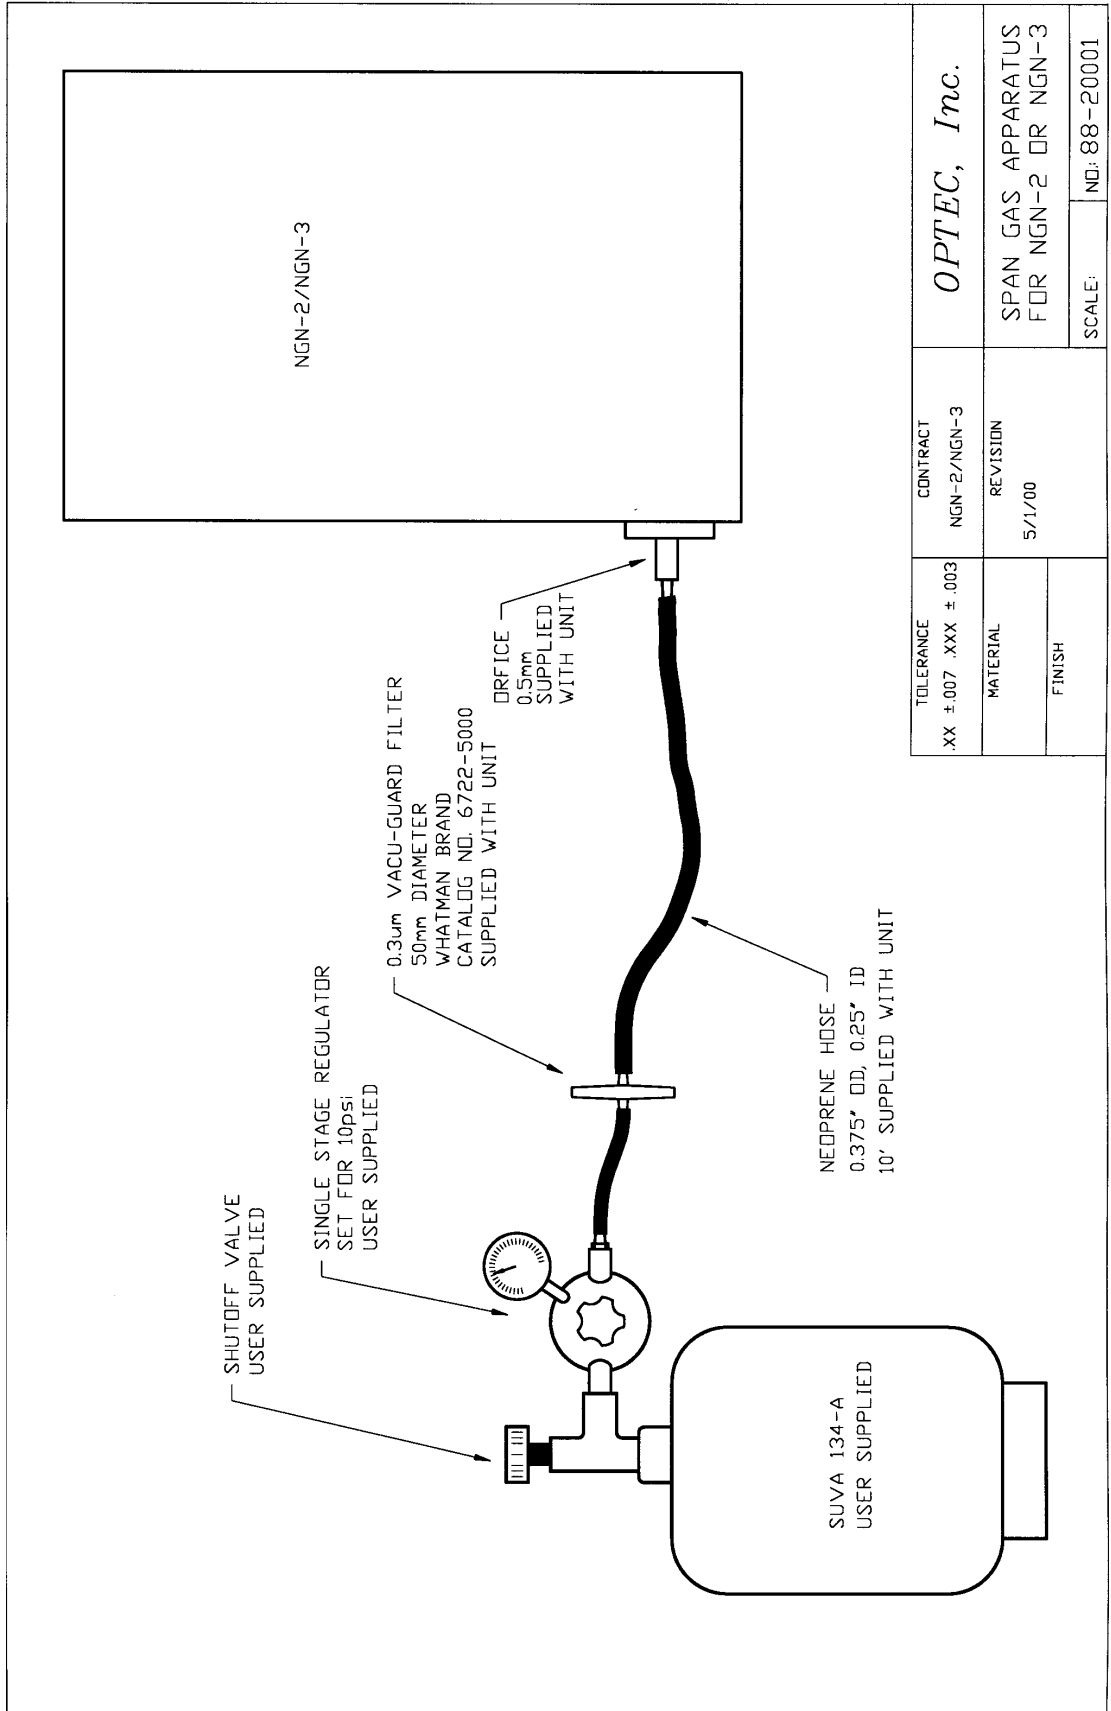 SHUTOFF VALVE
USER SUPPLIED
SINGLE STAGE REGULATOR
SET FOR 10psi
USER SUPPLIED
0.3um VACU-GUARD FILTER
50mm DIAMETER
WHATMAN BRAND
CATALOG NO. 6722-5000
SUPPLIED WITH UNIT
ORFICE
0.5mm
SUPPLIED
WITH UNIT
NGN-2/NGN-3
NEOPRENE HOSE
0.375" OD, 0.25" ID
10' SUPPLIED WITH UNIT
SUVA 134-A
USER SUPPLIED
TOLERANCE
.XX ±.007 .XXX ±.003
MATERIAL
FINISH
CONTRACT
NGN-2/NGN-3
REVISION
5/1/00
OPTEC, Inc.
SPAN GAS APPARATUS
FOR NGN-2 OR NGN-3
SCALE:
NO.: 88-20001